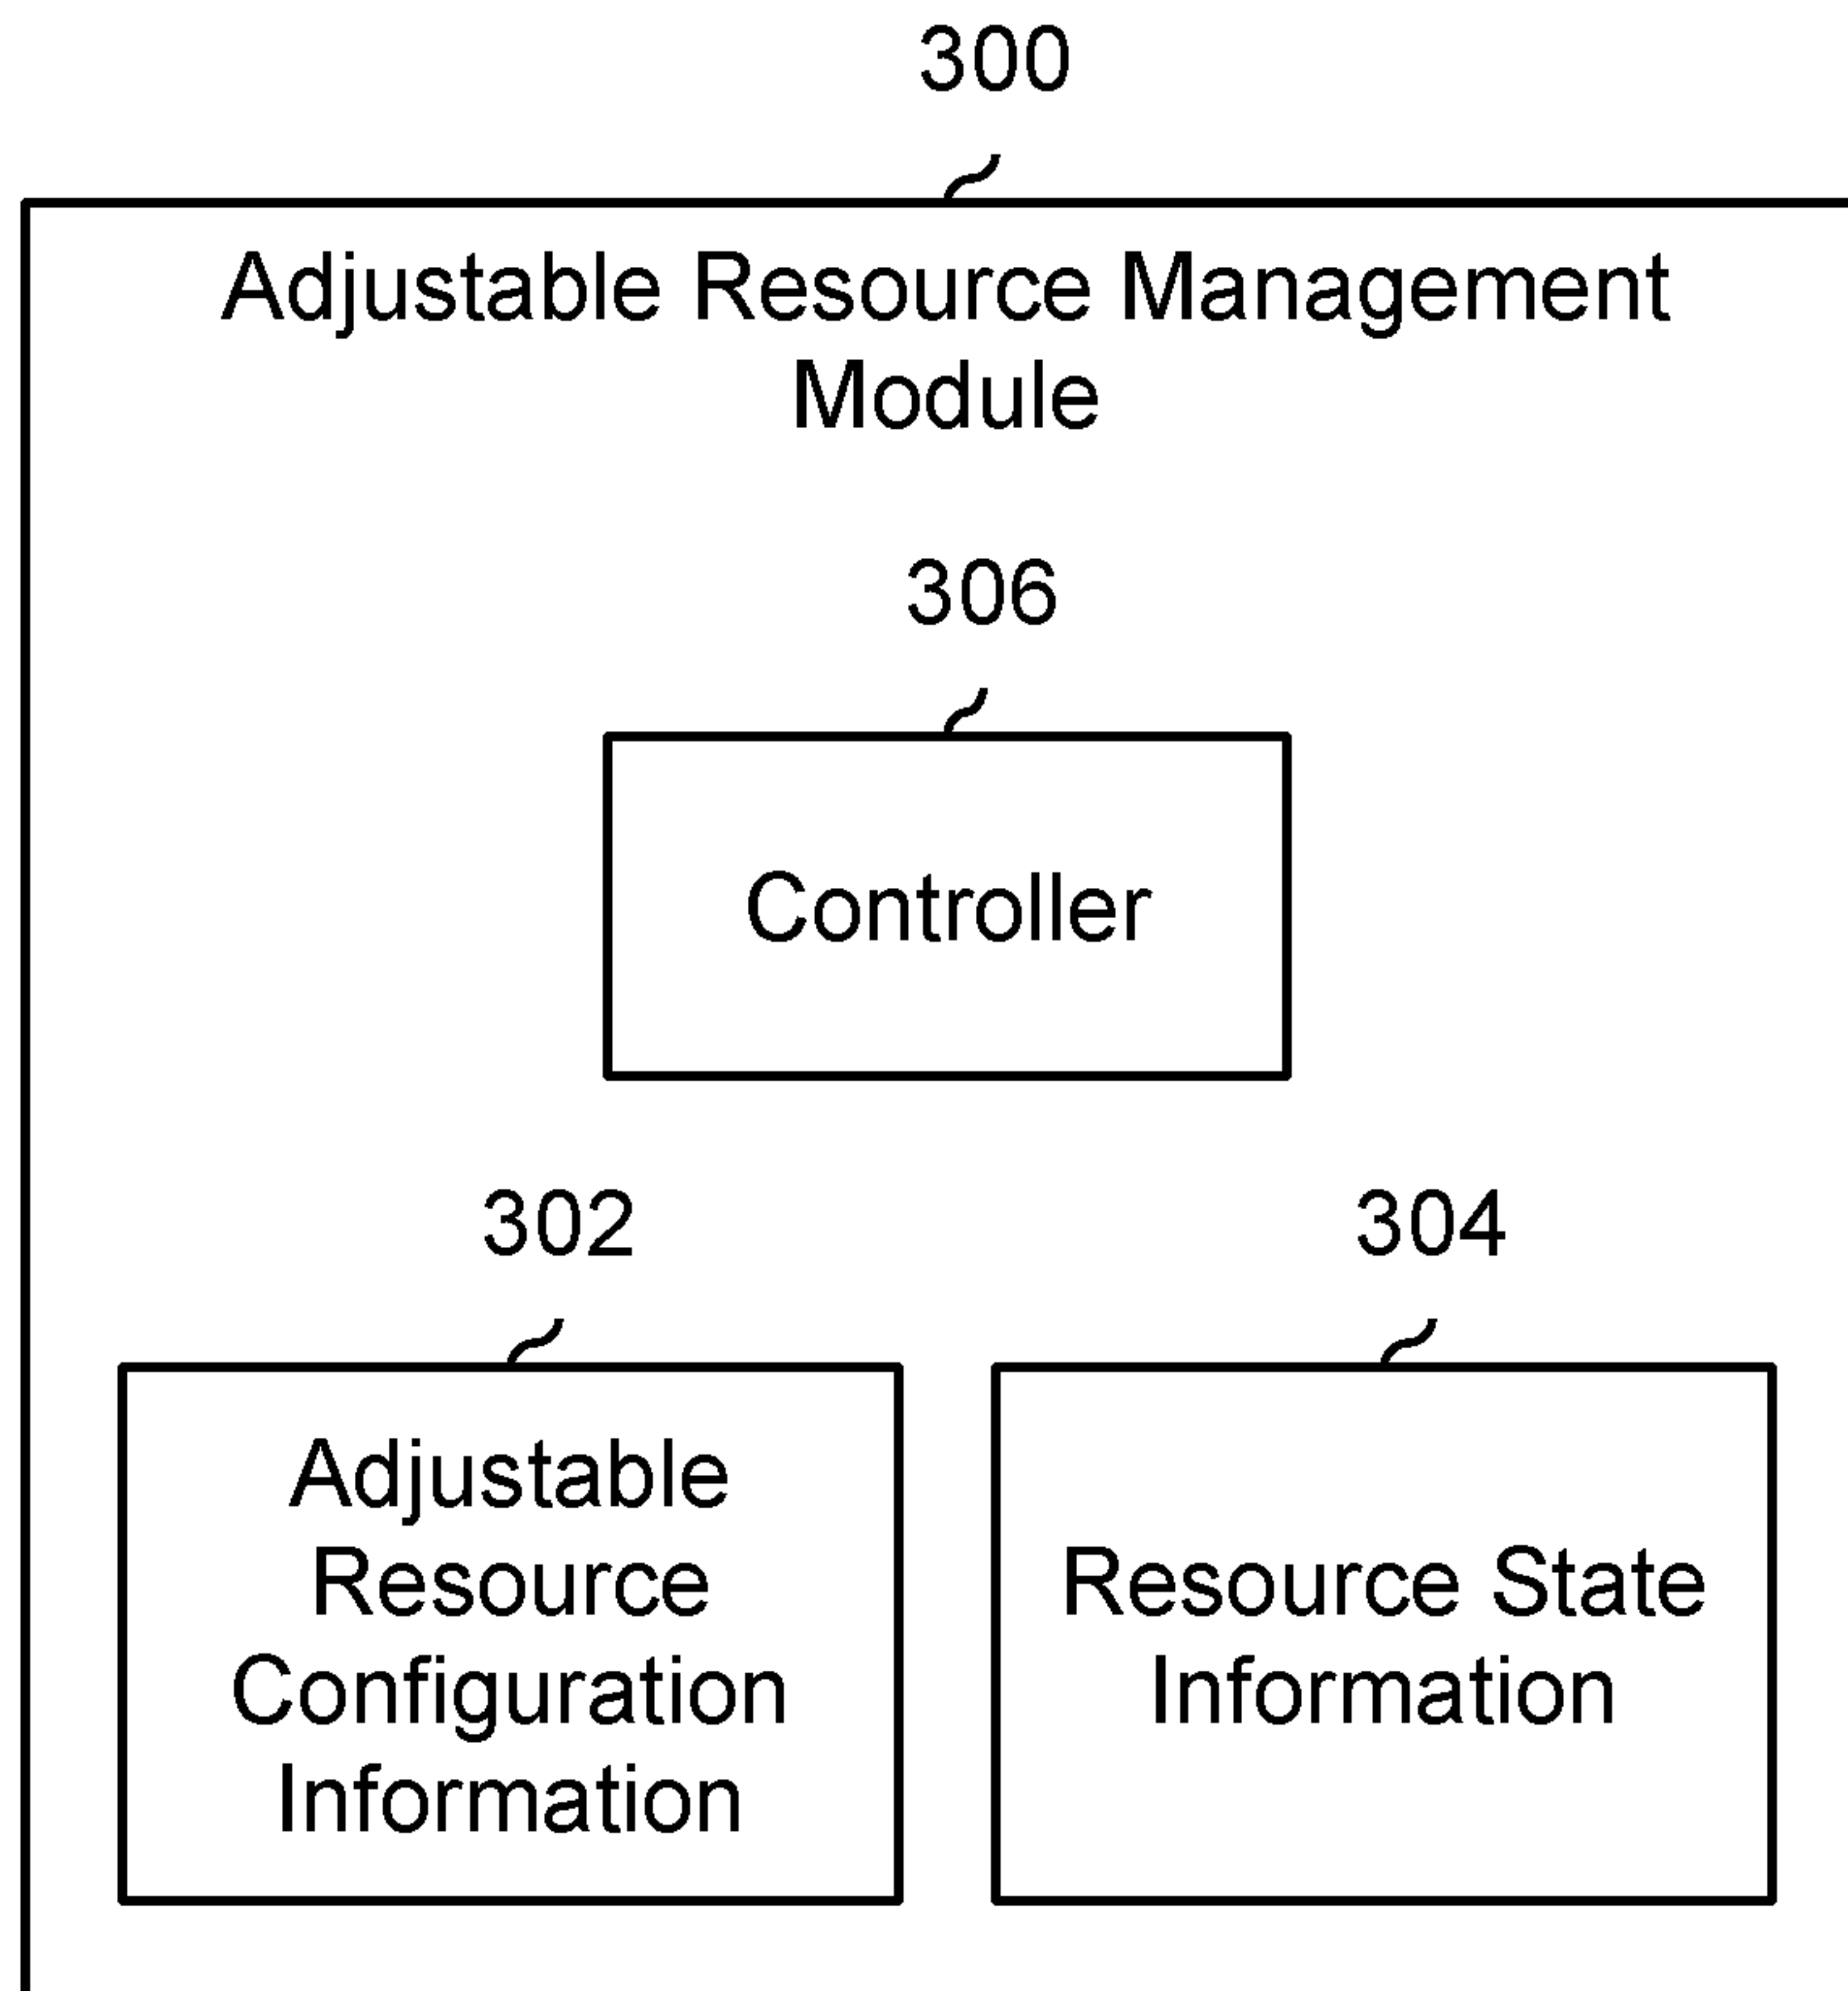 300
Adjustable Resource Management
Module
306
Controller
302
304
Adjustable
Resource
Configuration
Information
Resource State
Information